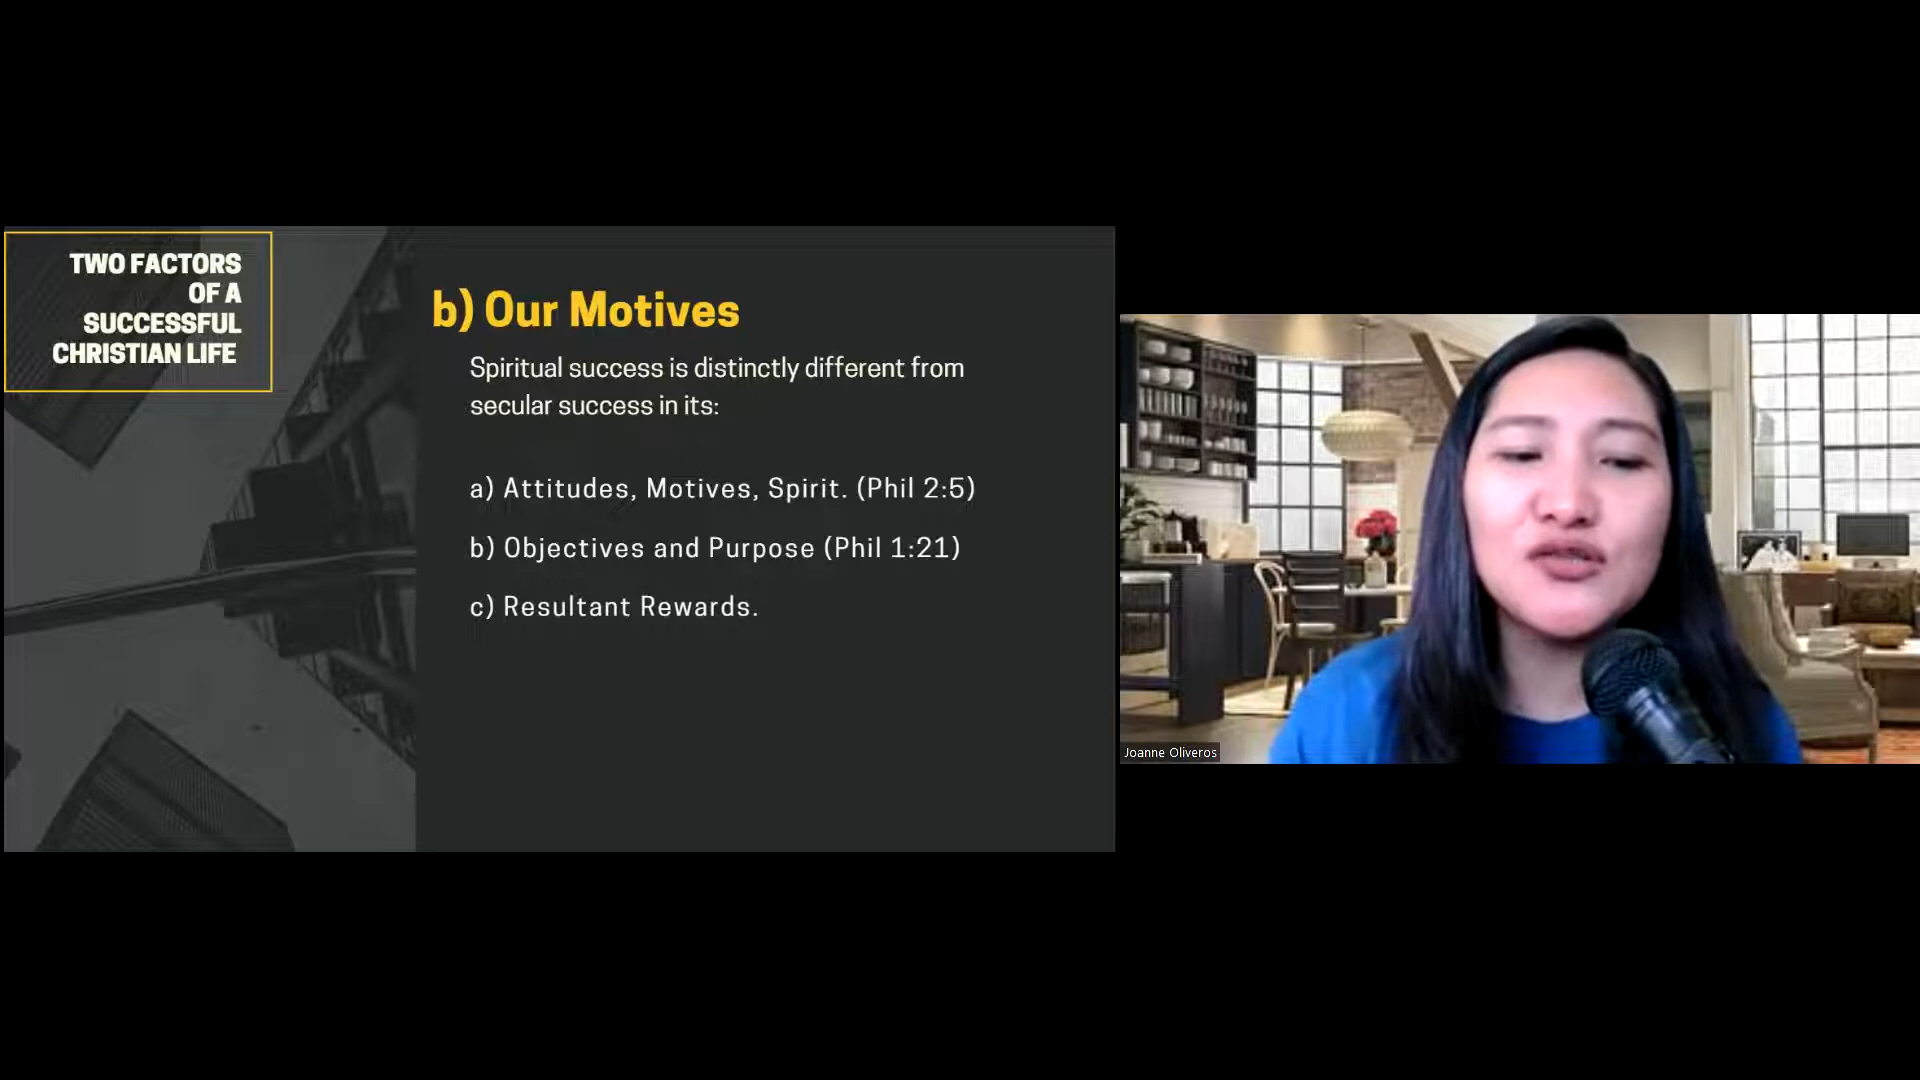 TWO FACTORS
OF A
SUCCESSFUL
CHRISTIAN LIFE
b) Our Motives
Spiritual success is distinctly different from
secular success in its:
a) Attitudes, Motives, Spirit. (Phil 2:5)
b) Objectives and Purpose (Phil 1:21)
c) Resultant Rewards.
Joanne Oliveros